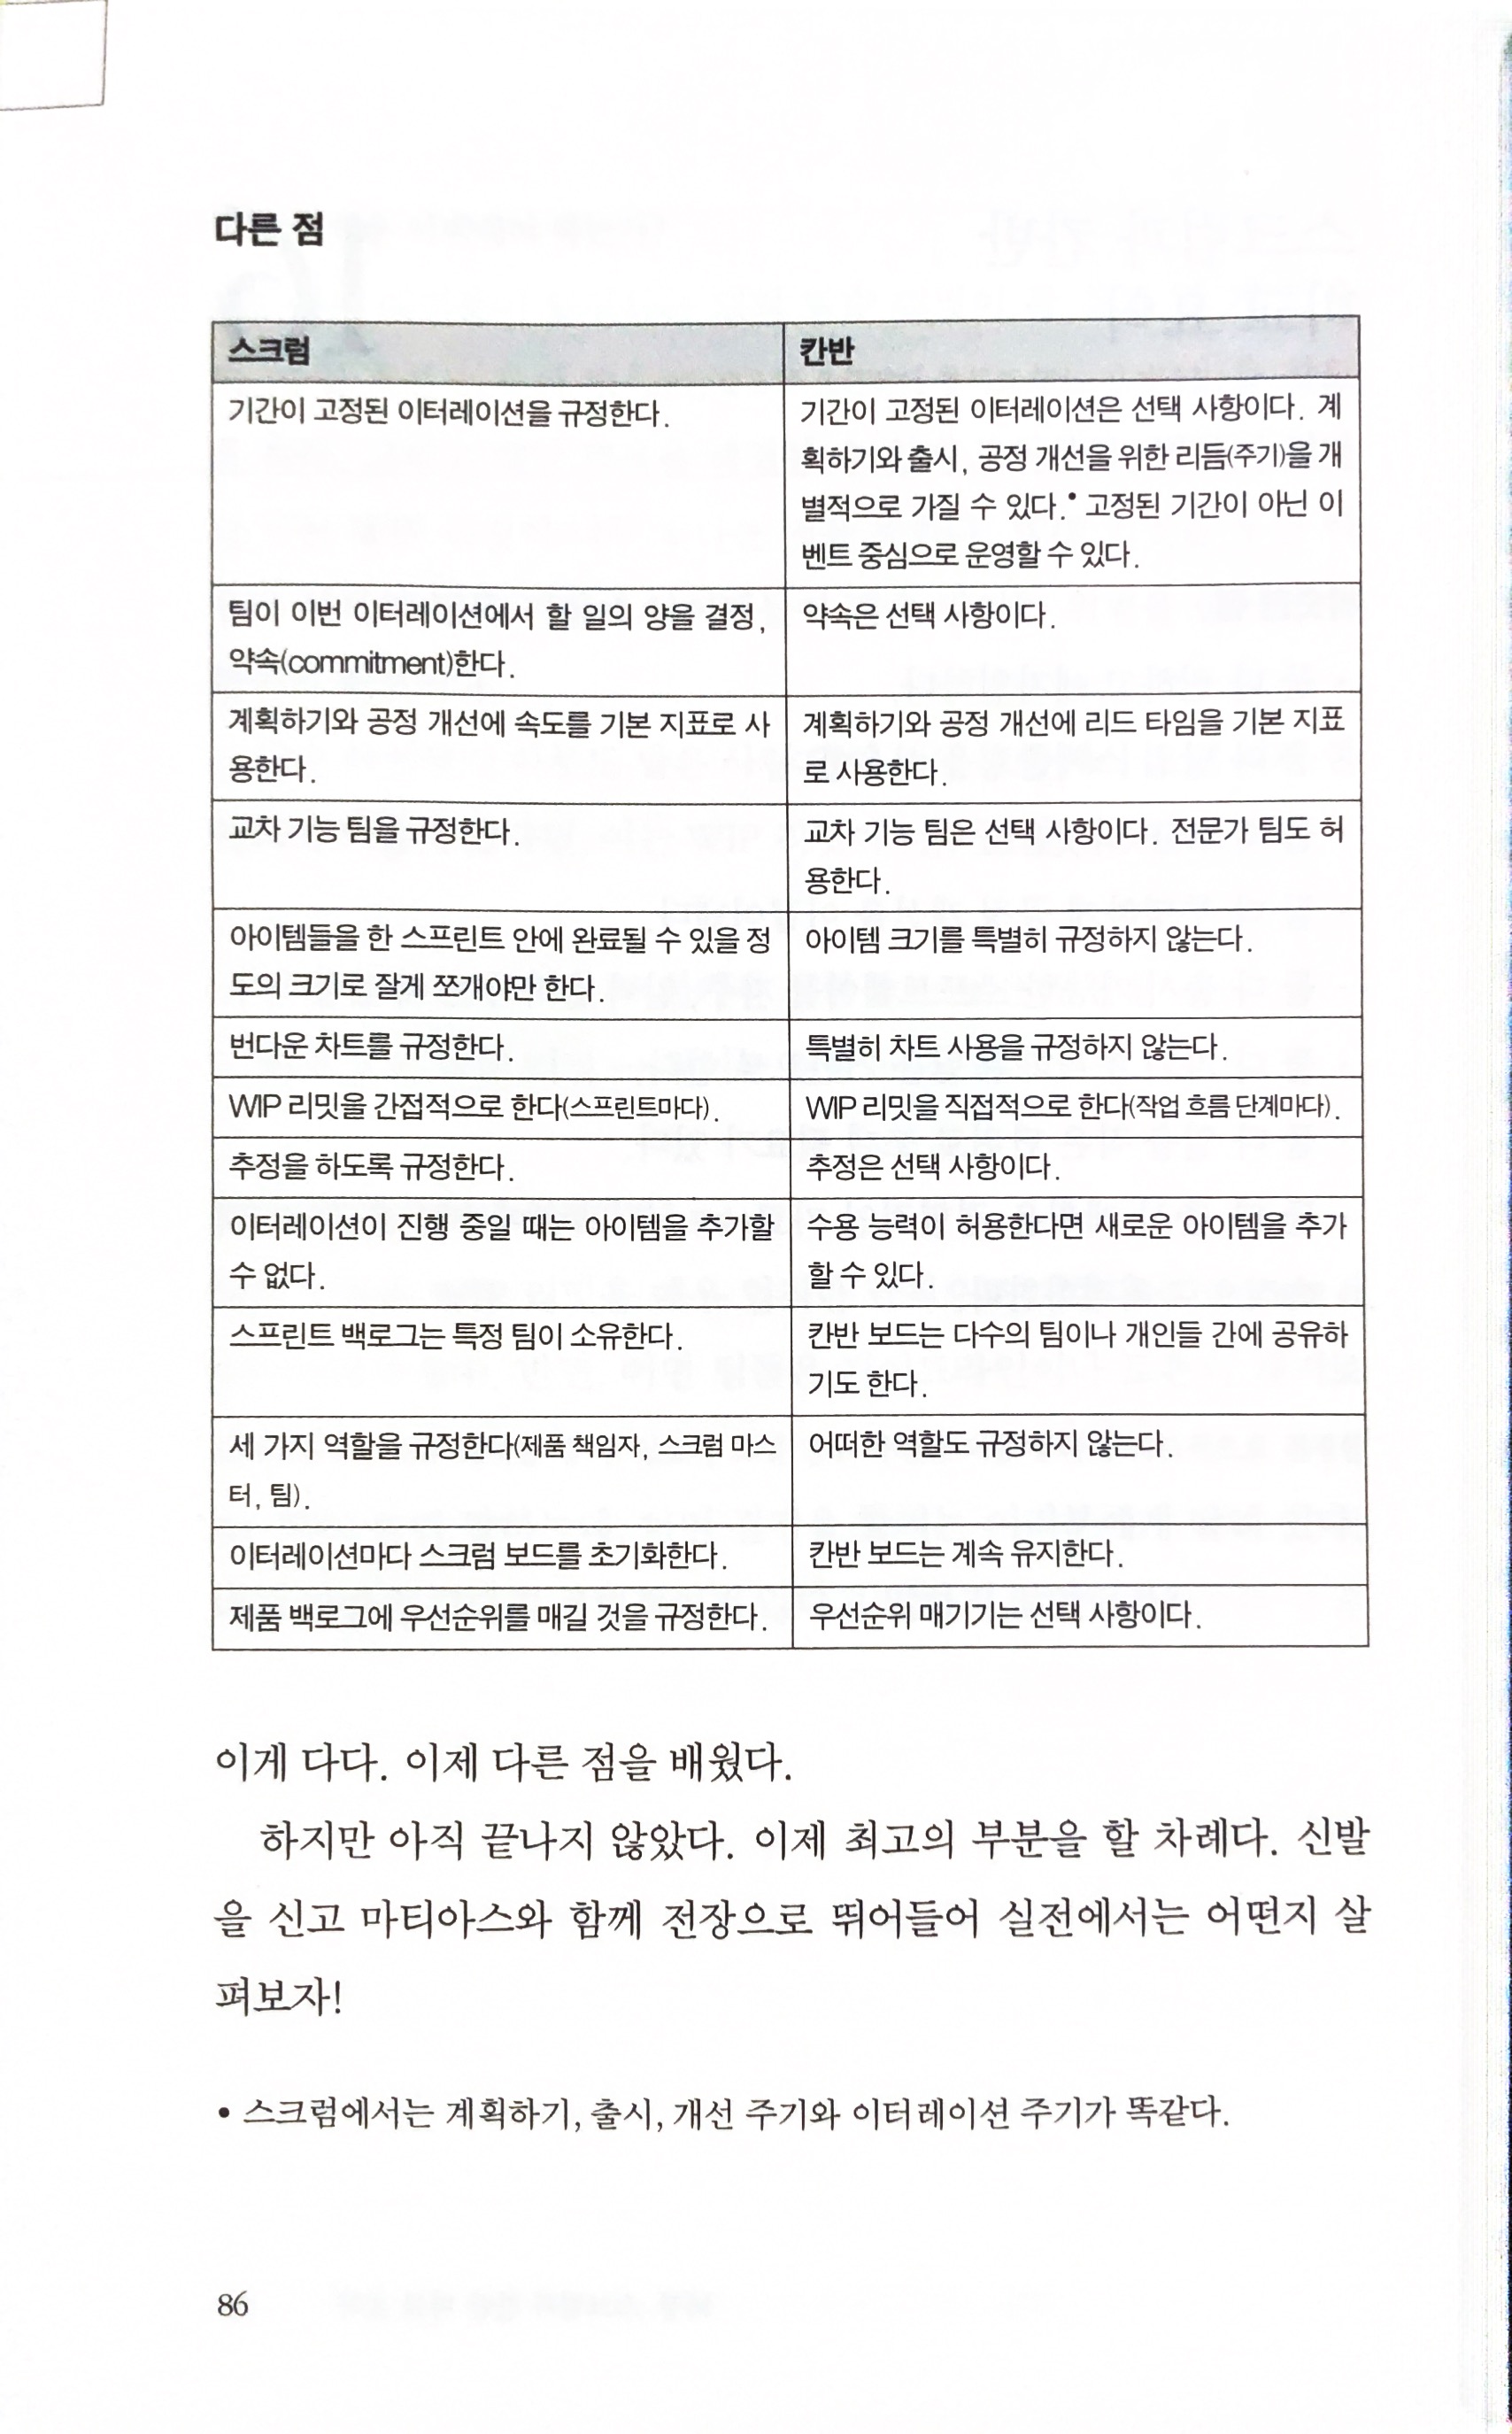 다른 점
스크럼
칸반
기간이 고정된 이터레이션을 규정한다.
기간이 고정된 이터레이션은 선택 사항이다. 계
획하기와 출시, 공정 개선을 위한 리듬(주기)을 개
별적으로 가질 수 있다.• 고정된 기간이 아닌 이
벤트 중심으로 운영할 수 있다.
팀이 이번 이터레이션에서 할 일의 양을 결정,
약속(commitment)한다.
약속은 선택 사항이다.
계획하기와 공정 개선에 속도를 기본 지표로 사
용한다.
계획하기와 공정 개선에 리드 타임을 기본 지표
로 사용한다.
교차 기능 팀을 규정한다.
교차 기능 팀은 선택 사항이다. 전문가 팀도 허
용한다.
아이템들을 한 스프린트 안에 완료될 수 있을 정
도의 크기로 잘게 쪼개야만 한다.
아이템 크기를 특별히 규정하지 않는다.
번다운 차트를 규정한다.
특별히 차트 사용을 규정하지 않는다.
WIP 리밋을 간접적으로 한다(스프린트마다).
WIP 리밋을 직접적으로 한다(작업 흐름 단계마다).
추정을 하도록 규정한다.
추정은 선택 사항이다.
이터레이션이 진행 중일 때는 아이템을 추가할
수 없다.
수용 능력이 허용한다면 새로운 아이템을 추가
할 수 있다.
스프린트 백로그는 특정 팀이 소유한다.
칸반 보드는 다수의 팀이나 개인들 간에 공유하
기도 한다.
세 가지 역할을 규정한다(제품 책임자, 스크럼 마스
터, 팀).
어떠한 역할도 규정하지 않는다.
이터레이션마다 스크럼 보드를 초기화한다.
칸반 보드는 계속 유지한다.
제품 백로그에 우선순위를 매길 것을 규정한다.
우선순위 매기기는 선택 사항이다.
이게 다다. 이제 다른 점을 배웠다.
하지만 아직 끝나지 않았다. 이제 최고의 부분을 할 차례다. 신발
을 신고 마티아스와 함께 전장으로 뛰어들어 실전에서는 어떤지 살
펴보자!
• 스크럼에서는 계획하기, 출시, 개선 주기와 이터레이션 주기가 똑같다.
86